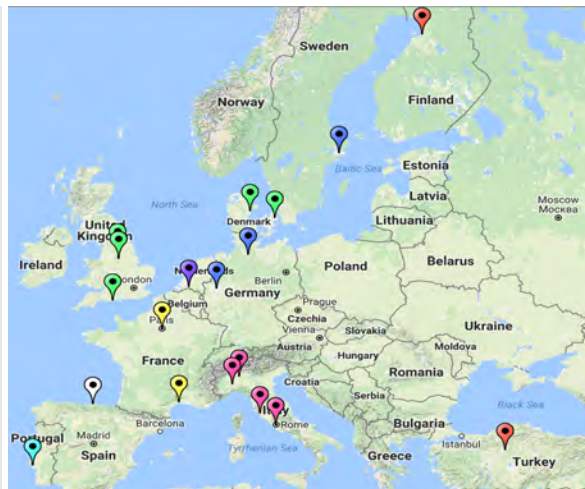 Sweden
Norway
Finland
Baltic Sea
Estonia
Latvia
Moscow
Москва
North Sea
Denmark
Lithuania
United
Kingdom
Ireland
London
Netherlands
Belarus
Berlin
Poland
Belgium
Germany
Prague
Paris
Czechia
Ukraine
Vienna
Slovakia
Austria
Hungary
Moldova
France
Croatia
Romania
Serbia
Black Sea
Italy
Barcelona
Bulgaria
Portugal
Madrid
Rome
Istanbul
Spain
Tyrrhenian Sea
Greece
Turkey